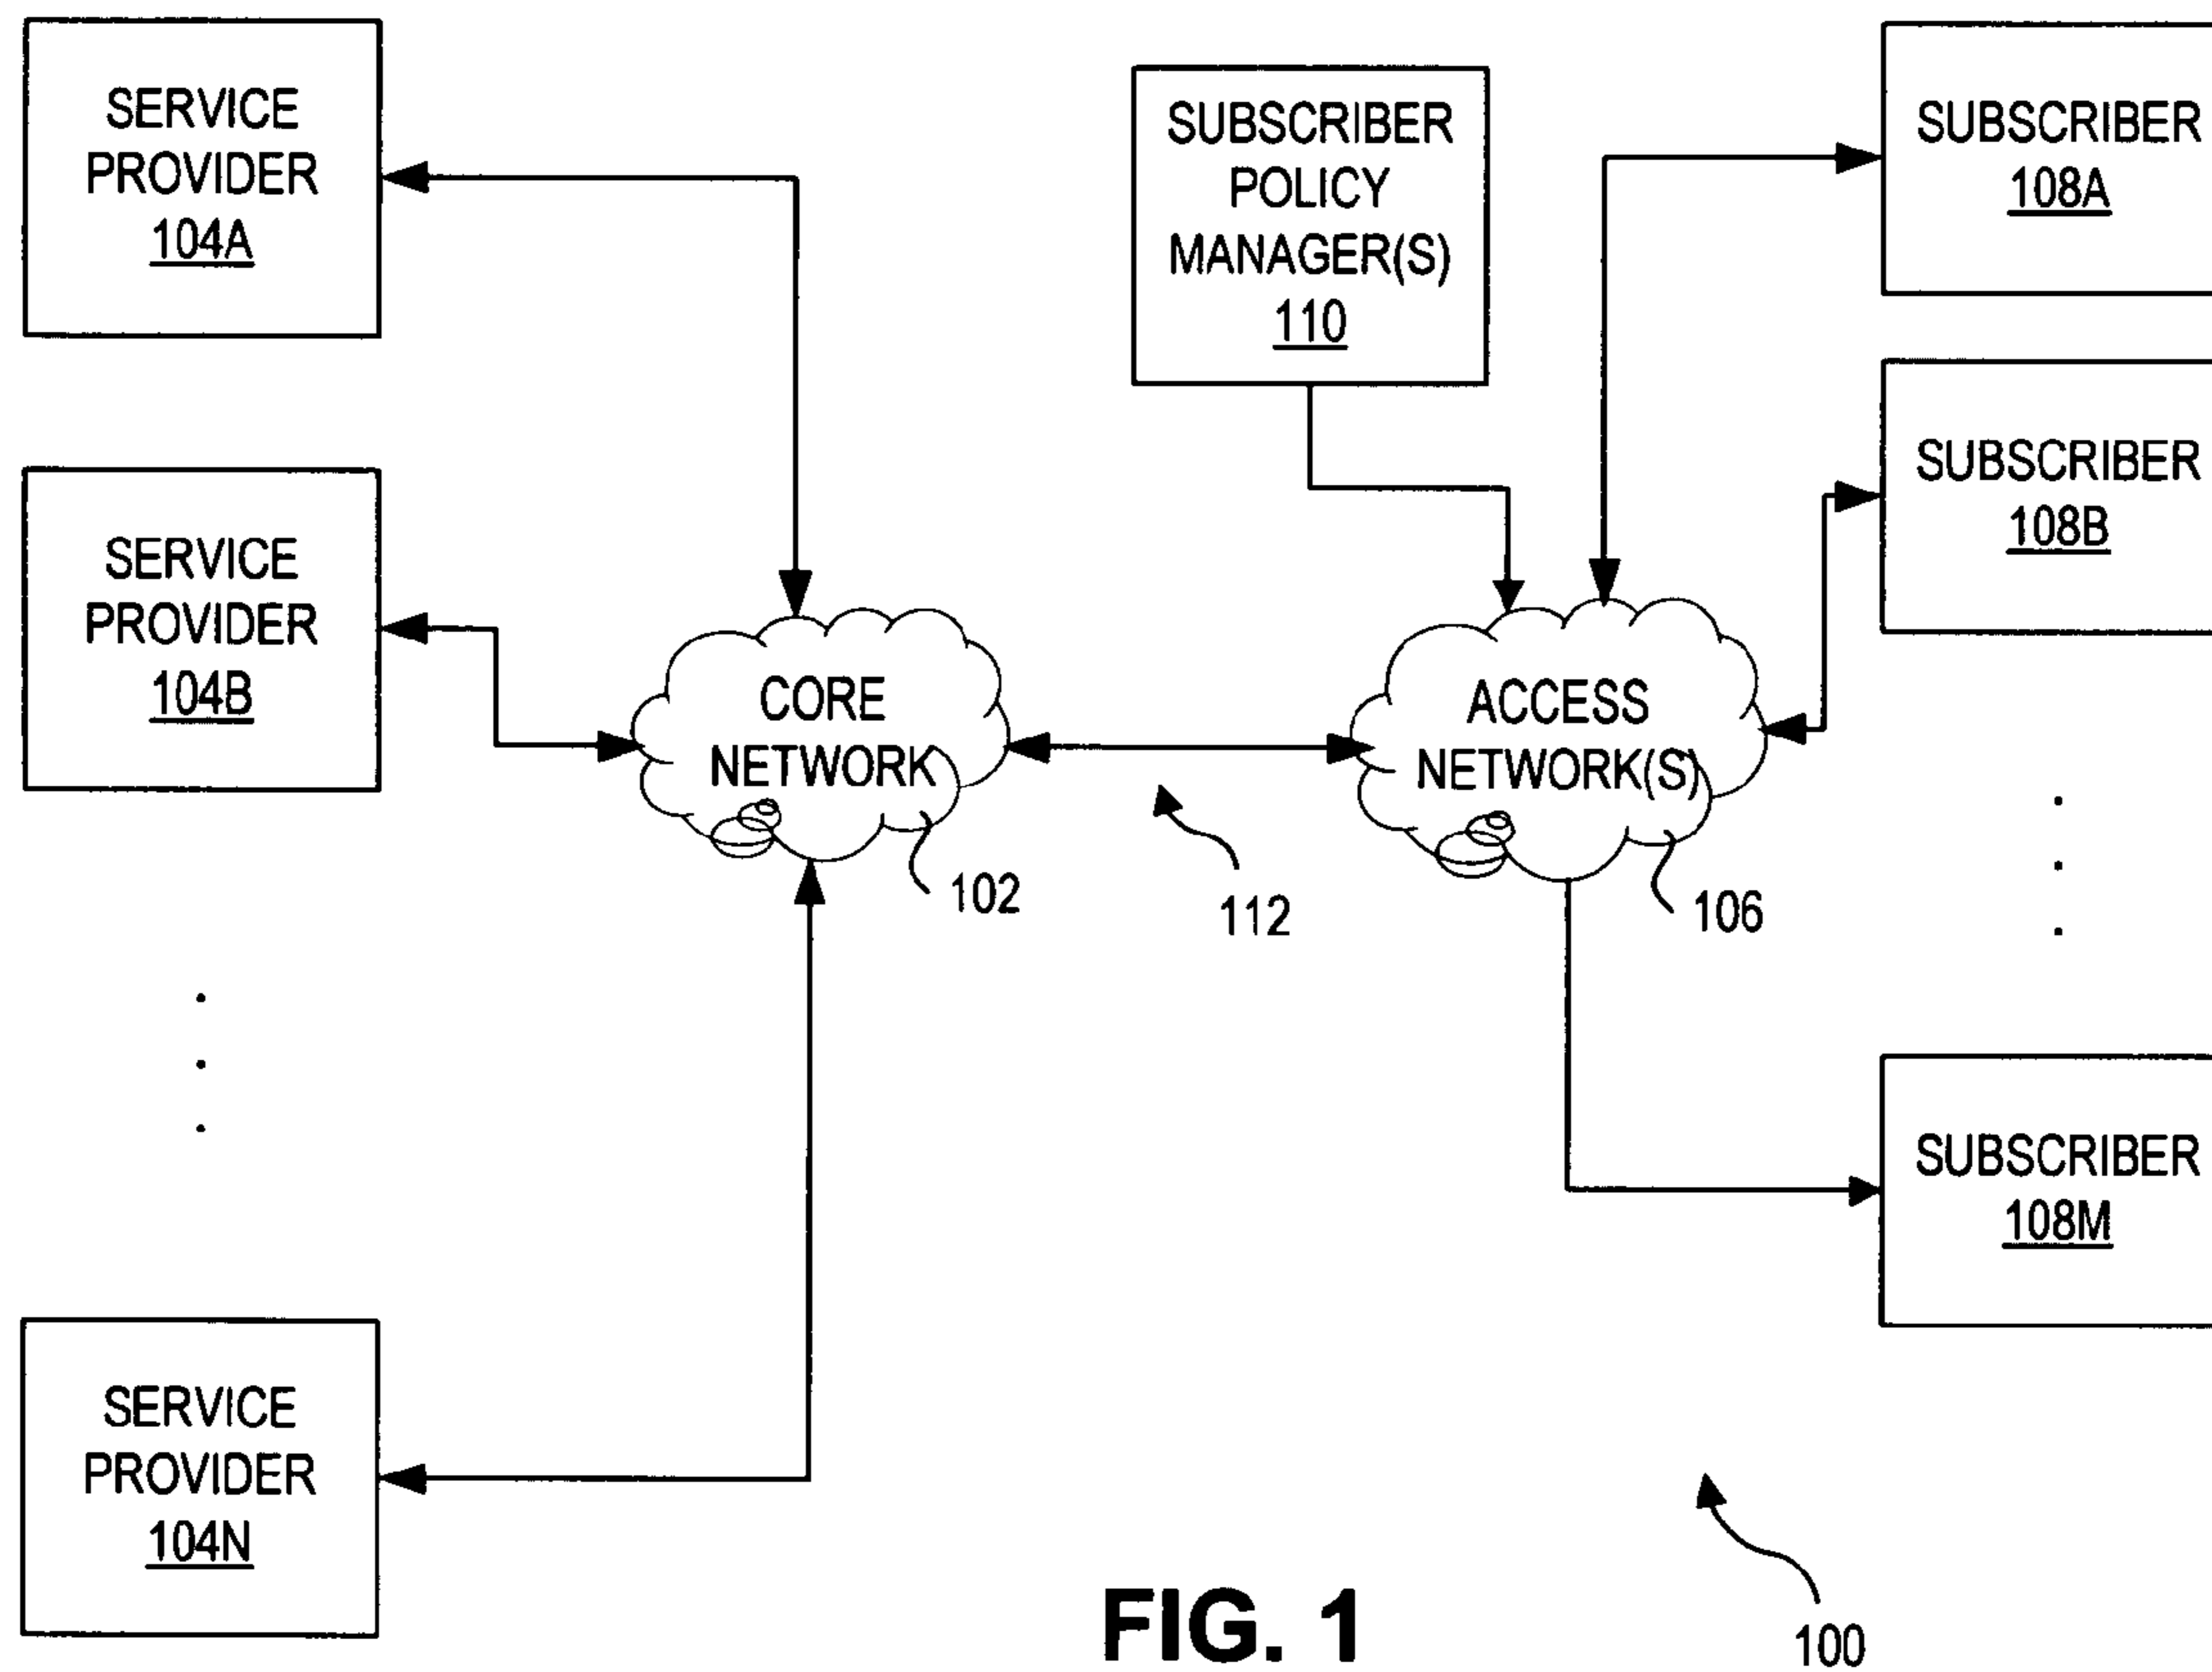 SERVICE
PROVIDER
104A
SUBSCRIBER
POLICY
MANAGER(S)
110
SUBSCRIBER
108A
SERVICE
PROVIDER
104B
SUBSCRIBER
108B
CORE
NETWORK
102
112
ACCESS
NETWORK(S)
106
SUBSCRIBER
108M
SERVICE
PROVIDER
104N
FIG. 1
100